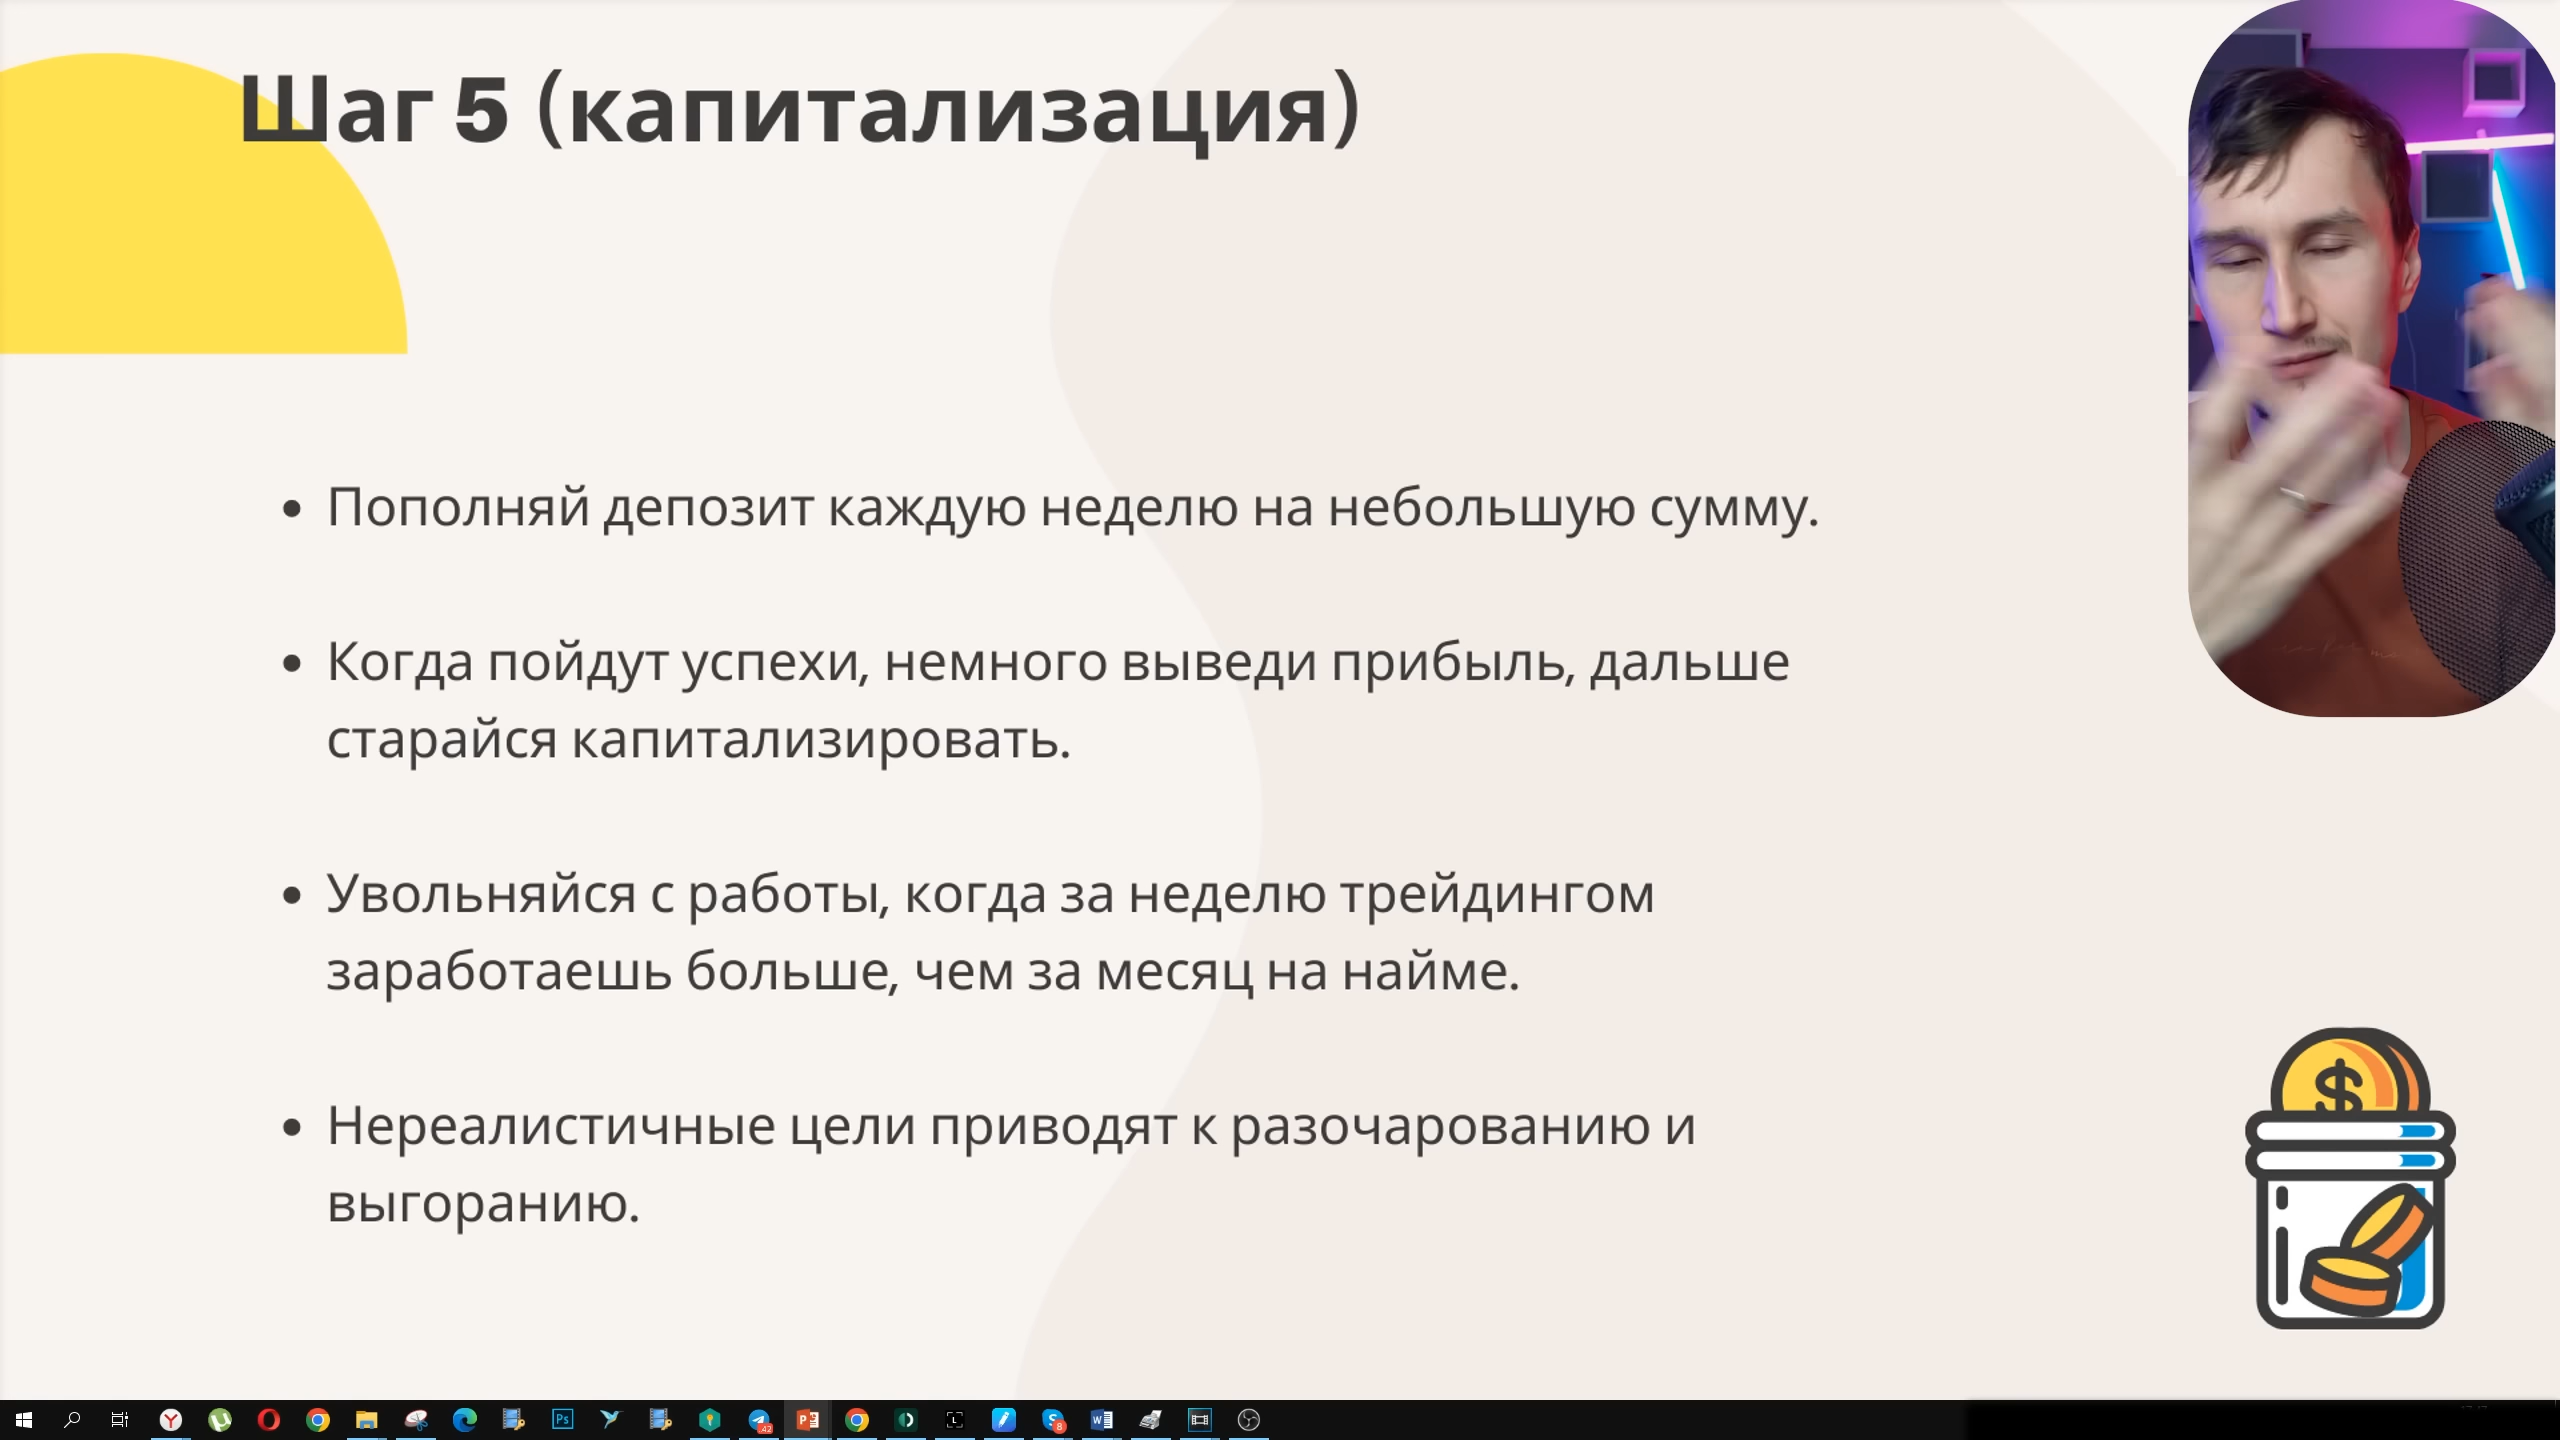 Шаг 5 (капитализация)
• Пополняй депозит каждую неделю на небольшую сумму.
• Когда пойдут успехи, немного выведи прибыль, дальше
старайся капитализировать.
• Увольняйся с работы, когда за неделю трейдингом
заработаешь больше, чем за месяц на найме.
• Нереалистичные цели приводят к разочарованию и
выгоранию.